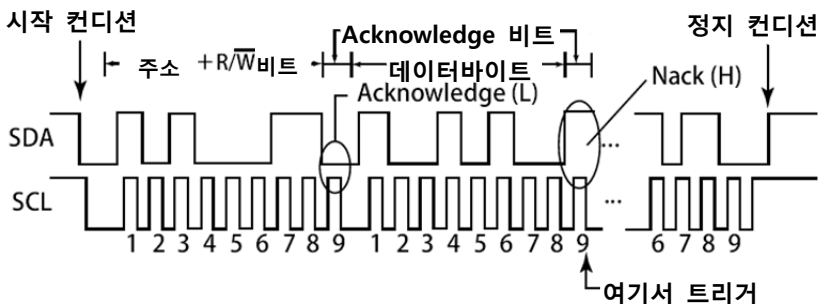 시작 컨디션
Acknowledge 비트
정지 컨디션
주소 +R/W̅비트
데이터바이트
Nack (H)
Acknowledge (L)
SDA
...
SCL
...
1 2 3 4 5 6 7 8 9 1 2 3 4 5 6 7 8 9 6 7 8 9
여기서 트리거